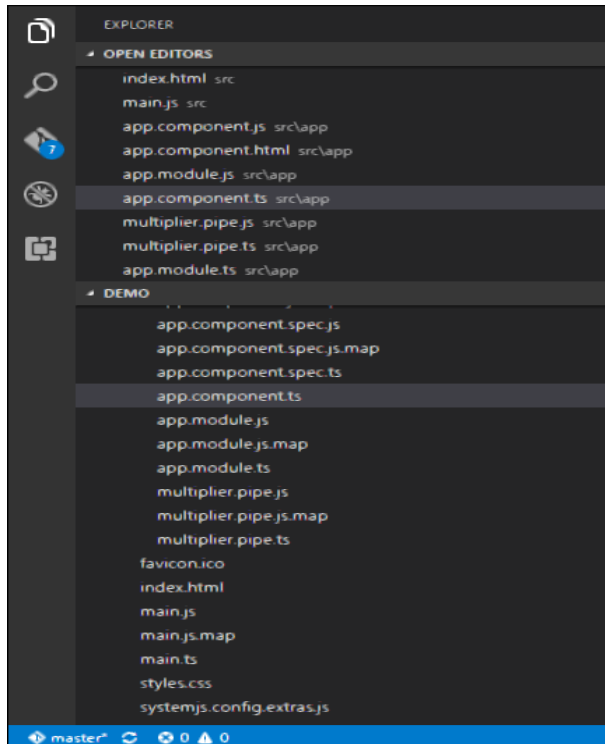 EXPLORER
OPEN EDITORS
index.html src
main.js src
app.component.js src\app
app.component.html src\app
app.module.js src\app
app.component.ts src\app
multiplier.pipe.js src\app
multiplier.pipe.ts src\app
app.module.ts src\app
7
DEMO
app.component.spec.js
app.component.spec.js.map
app.component.spec.ts
app.component.ts
app.module.js
app.module.js.map
app.module.ts
multiplier.pipe.js
multiplier.pipe.js.map
multiplier.pipe.ts
favicon.ico
index.html
main.js
main.js.map
main.ts
styles.css
systemjs.config.extras.js
master* 0 0